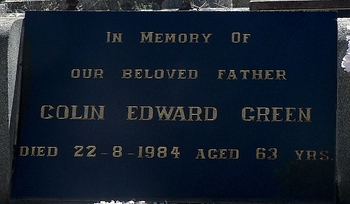 IN MEMORY OF
OUR BELOVED FATHER
COLIN EDWARD GREEN
DIED 22-8-1984 AGED 63 YRS.